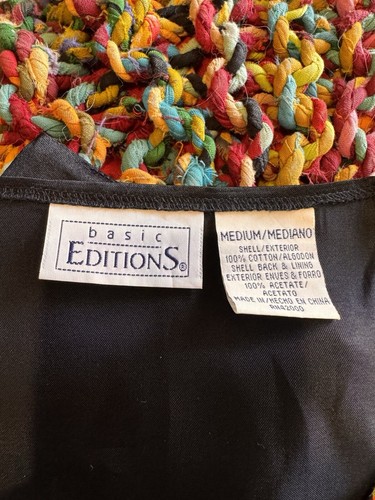 basic
EDITIONS®
MEDIUM/MEDIANO
SHELL/EXTERIOR
100% COTTON/ALGODON
SHELL BACK & LINING
EXTERIOR ENVES & FORRO
100% ACETATE/
ACETATO
MADE IN/HECHO EN CHINA
RN42000